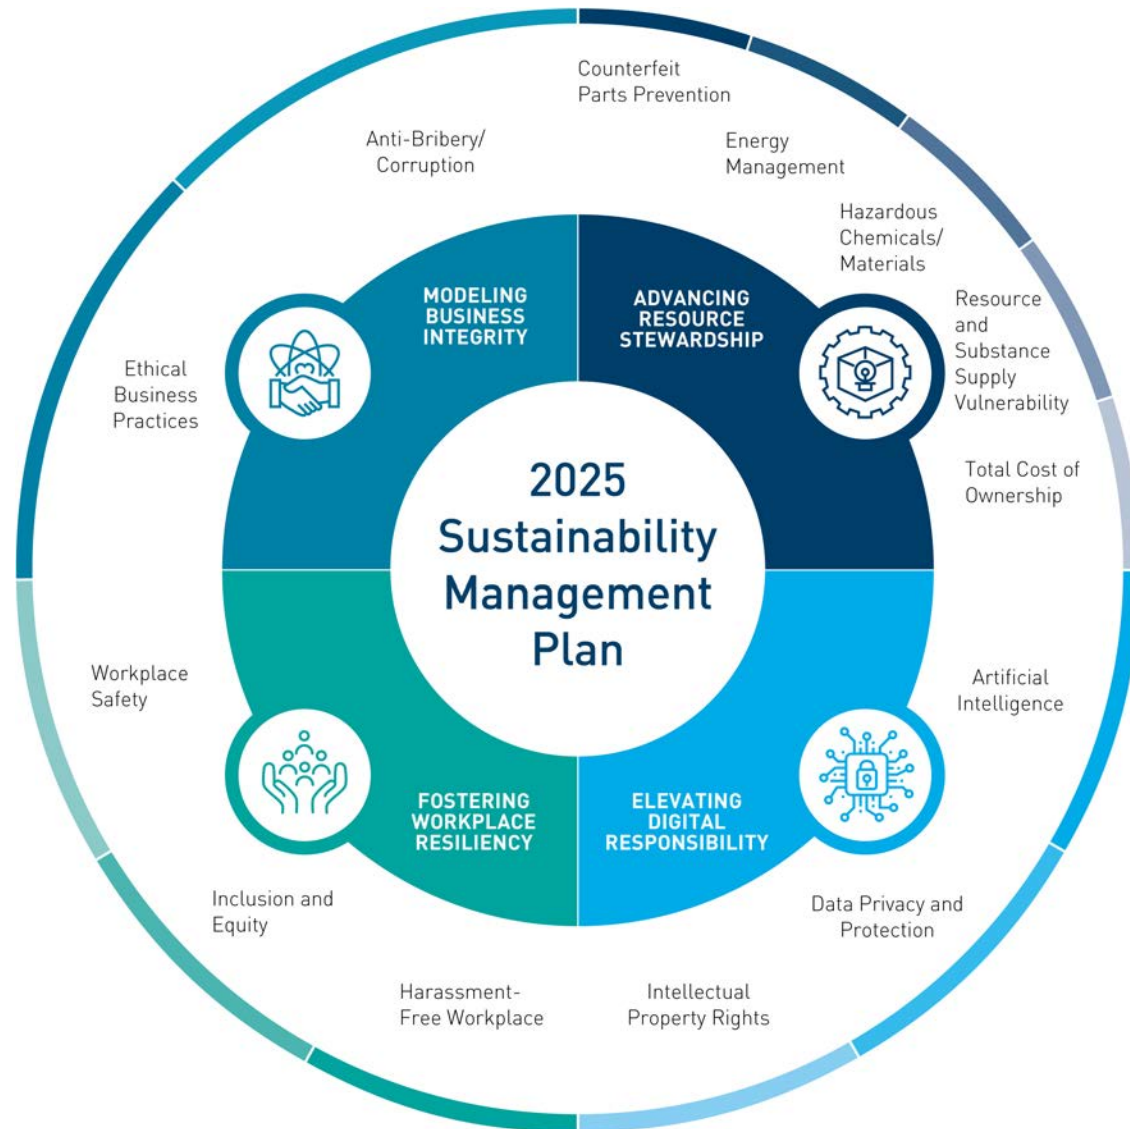 Counterfeit
Parts Prevention
Energy
Management
Hazardous
Chemicals/
Materials
Resource
and
Substance
Supply
Vulnerability
Total Cost of
Ownership
ADVANCING
RESOURCE
STEWARDSHIP
Artificial
Intelligence
Data Privacy and
Protection
Intellectual
Property Rights
ELEVATING
DIGITAL
RESPONSIBILITY
Harassment-
Free Workplace
Inclusion and
Equity
Workplace
Safety
FOSTERING
WORKPLACE
RESILIENCY
Ethical
Business
Practices
Anti-Bribery/
Corruption
MODELING
BUSINESS
INTEGRITY
2025
Sustainability
Management
Plan